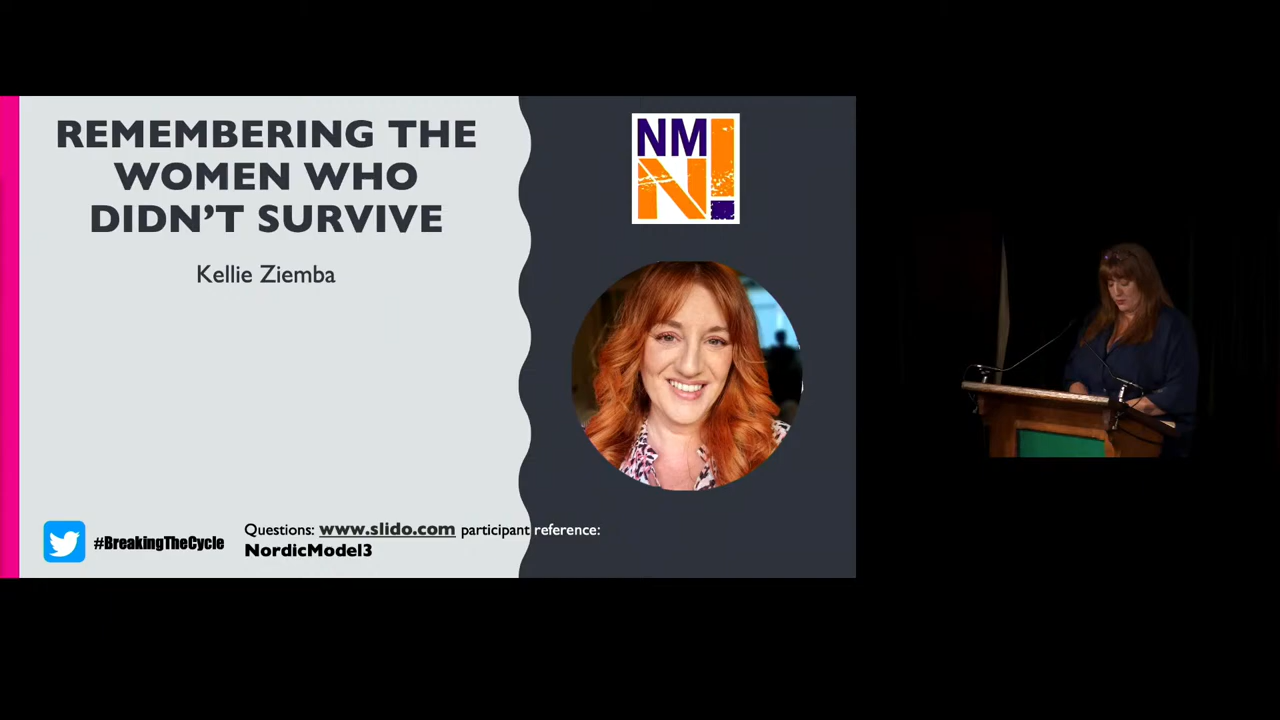 REMEMBERING THE
WOMEN WHO
DIDN'T SURVIVE
Kellie Ziemba
NM
N!
#BreakingTheCycle
Questions: www.slido.com participant reference:
NordicModel3